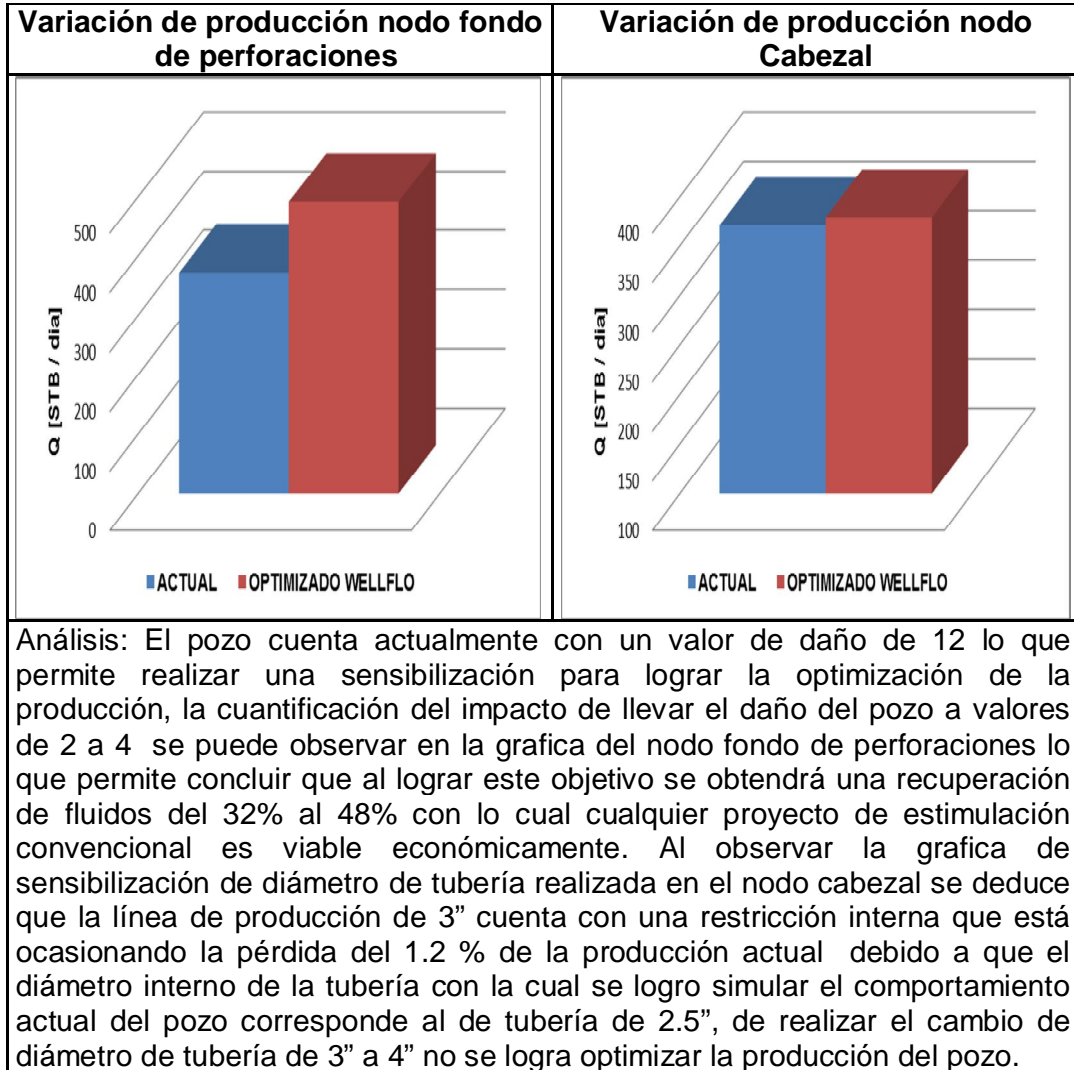 Variación de producción nodo fondo
de perforaciones
Variación de producción nodo
Cabezal
Q [STB / dia]
500
400
300
200
100
0
ACTUAL OPTIMIZADO WELLFLO
Q [STB / dia]
400
350
300
250
200
150
100
ACTUAL OPTIMIZADO WELLFLO
Análisis: El pozo cuenta actualmente con un valor de daño de 12 lo que
permite realizar una sensibilización para lograr la optimización de la
producción, la cuantificación del impacto de llevar el daño del pozo a valores
de 2 a 4 se puede observar en la grafica del nodo fondo de perforaciones lo
que permite concluir que al lograr este objetivo se obtendrá una recuperación
de fluidos del 32% al 48% con lo cual cualquier proyecto de estimulación
convencional es viable económicamente. Al observar la grafica de
sensibilización de diámetro de tubería realizada en el nodo cabezal se deduce
que la línea de producción de 3” cuenta con una restricción interna que está
ocasionando la pérdida del 1.2 % de la producción actual debido a que el
diámetro interno de la tubería con la cual se logro simular el comportamiento
actual del pozo corresponde al de tubería de 2.5”, de realizar el cambio de
diámetro de tubería de 3” a 4” no se logra optimizar la producción del pozo.